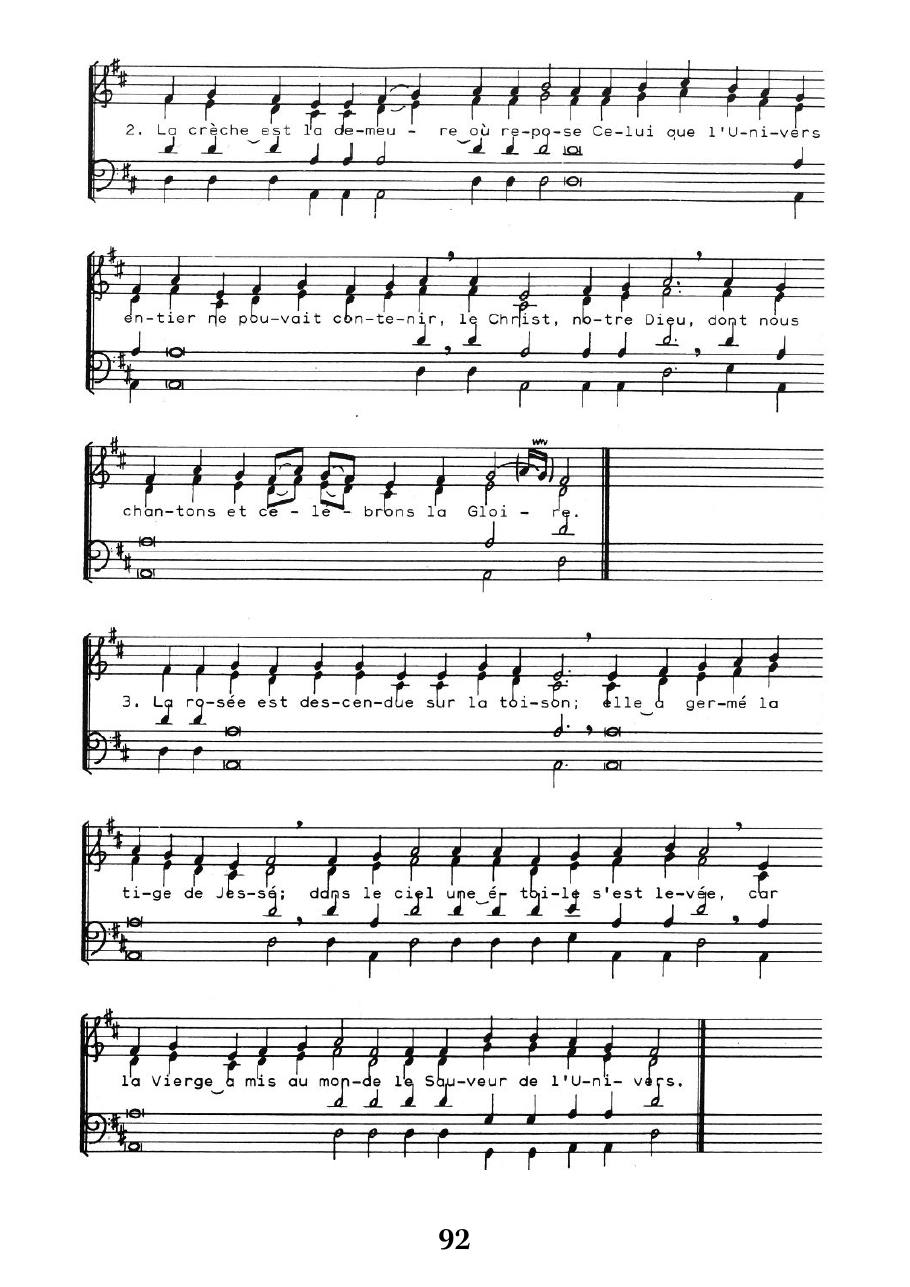 2. La crèche est la de-meu - re où re-po-se Ce-lui que l'U-ni-vers
en-tier ne pou-vait con-te-nir, le Christ, no-tre Dieu, dont nous
chan-tons et cé - lé - brons la Gloi - re.
3. La ro-sée est des-cen-due sur la toi-son; elle a ger-mé la
ti-ge de Jes-sé; dans le ciel une é- toi-le s'est le-vée, car
la Vierge a mis au mon-de le Sau-veur de l'U-ni- vers.
92